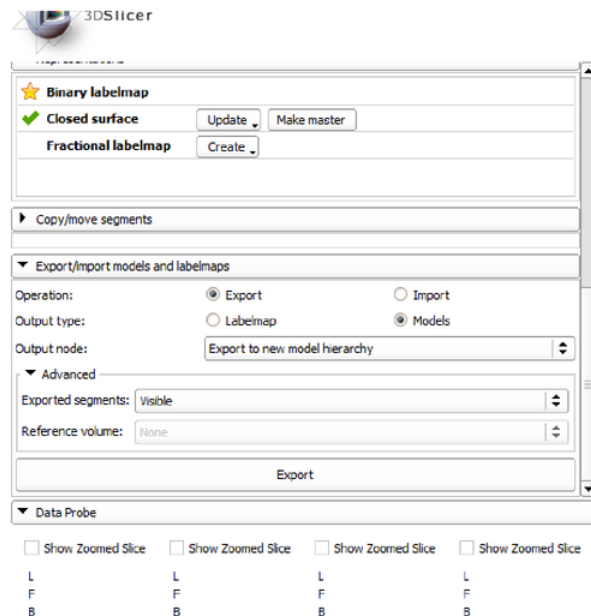 3DSlicer
Representations
Binary labelmap
Closed surface Update Make master
Fractional labelmap Create
Copy/move segments
Export/import models and labelmaps
Operation: Export Import
Output type: Labelmap Models
Output node: Export to new model hierarchy
Advanced
Exported segments: Visible
Reference volume: None
Export
Data Probe
Show Zoomed Slice Show Zoomed Slice Show Zoomed Slice Show Zoomed Slice
L L L L
F F F F
B B B B